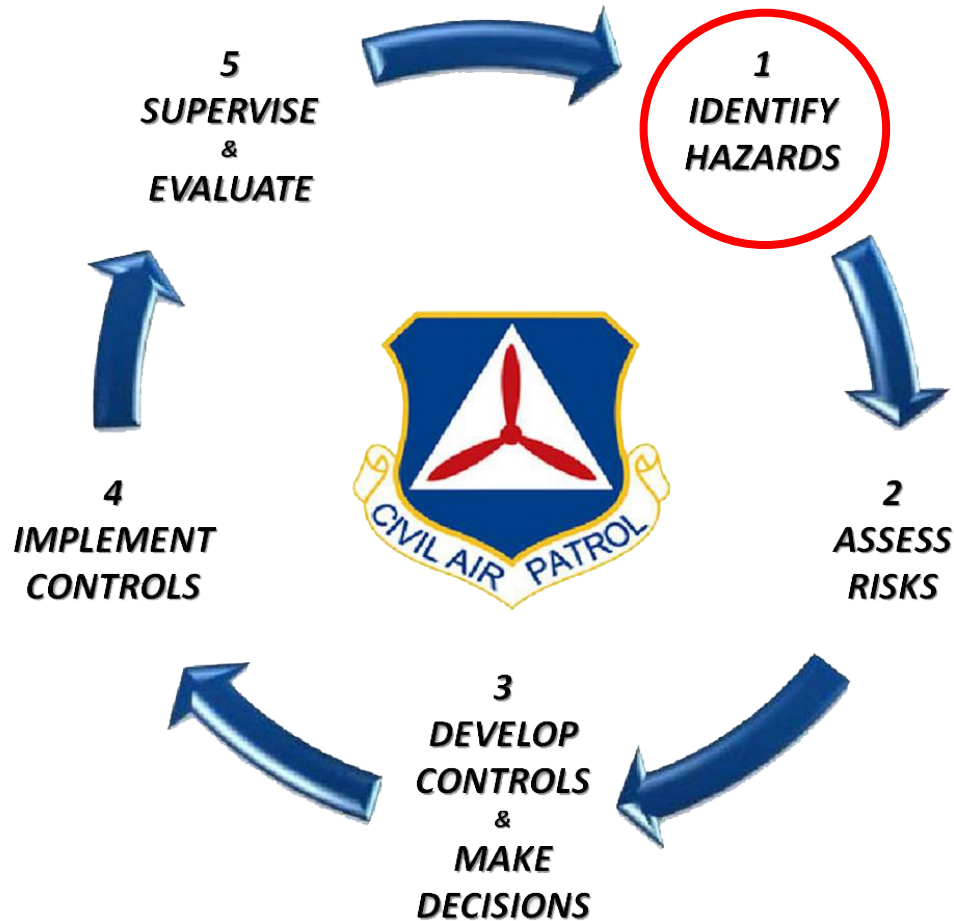 1
IDENTIFY
HAZARDS
2
ASSESS
RISKS
3
DEVELOP
CONTROLS
&
MAKE
DECISIONS
4
IMPLEMENT
CONTROLS
5
SUPERVISE
&
EVALUATE
CIVIL AIR PATROL